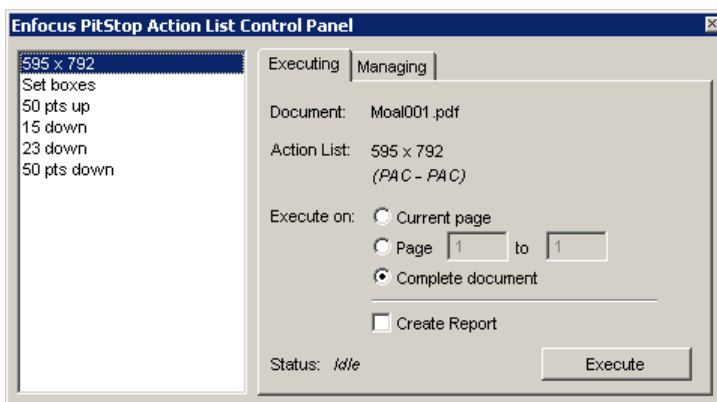 Enfocus PitStop Action List Control Panel
595 x 792
Set boxes
50 pts up
15 down
23 down
50 pts down
Executing
Managing
Document: Moal001.pdf
Action List: 595 x 792
(PAC - PAC)
Execute on: Current page
Page 1 to 1
Complete document
Create Report
Status: Idle
Execute